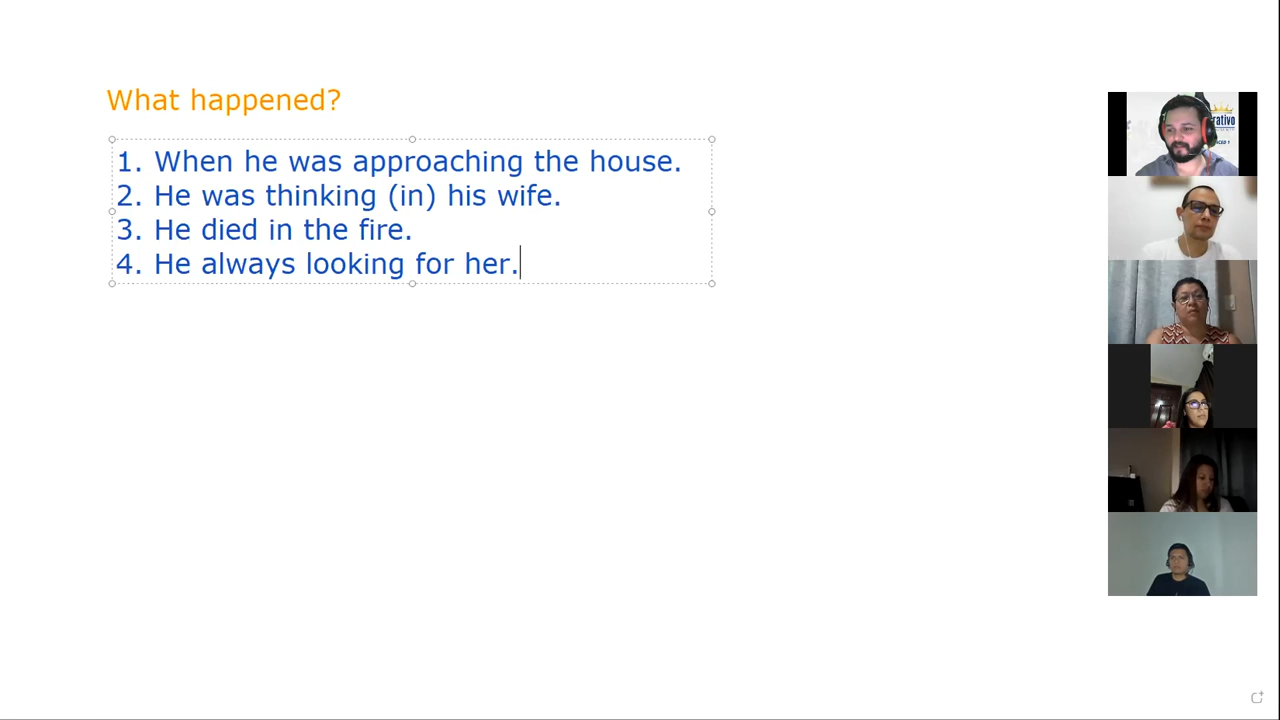 What happened?
1. When he was approaching the house.
2. He was thinking (in) his wife.
3. He died in the fire.
4. He always looking for her.
rativo